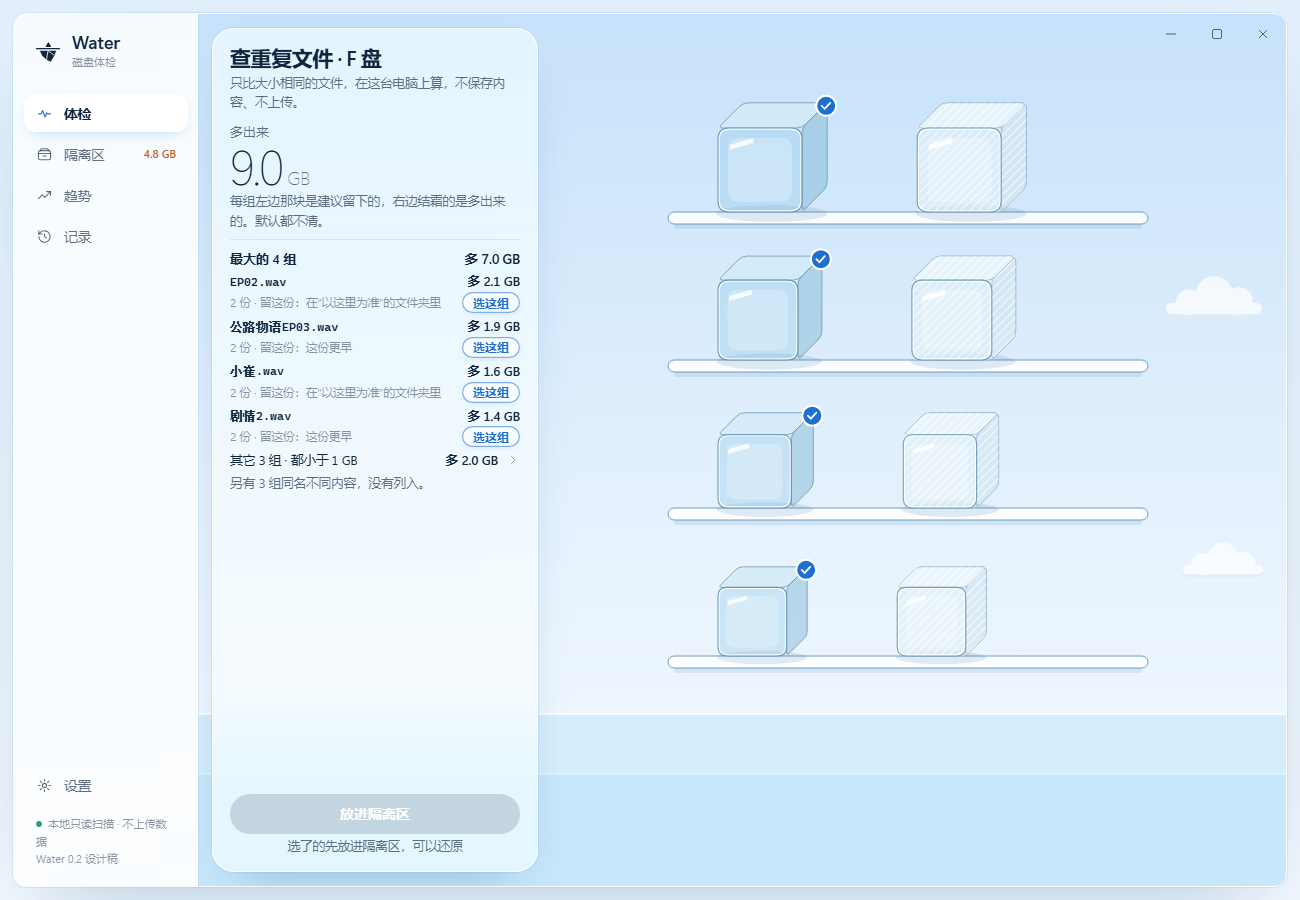 Water
磁盘体检
体检
隔离区 4.8 GB
趋势
记录
设置
本地只读扫描 · 不上传数
据
Water 0.2 设计稿
查重复文件 · F 盘
只比大小相同的文件，在这台电脑上算，不保存内
容、不上传。
多出来
9.0 GB
每组左边那块是建议留下的，右边结霜的是多出来
的。默认都不清。
最大的 4 组 多 7.0 GB
EP02.wav 多 2.1 GB
2 份 · 留这份：在“以这里为准”的文件夹里 选这组
公路物语EP03.wav 多 1.9 GB
2 份 · 留这份：这份更早 选这组
小崔.wav 多 1.6 GB
2 份 · 留这份：在“以这里为准”的文件夹里 选这组
剧情2.wav 多 1.4 GB
2 份 · 留这份：这份更早 选这组
其它 3 组 · 都小于 1 GB 多 2.0 GB
另有 3 组同名不同内容，没有列入。
放进隔离区
选了的先放进隔离区，可以还原